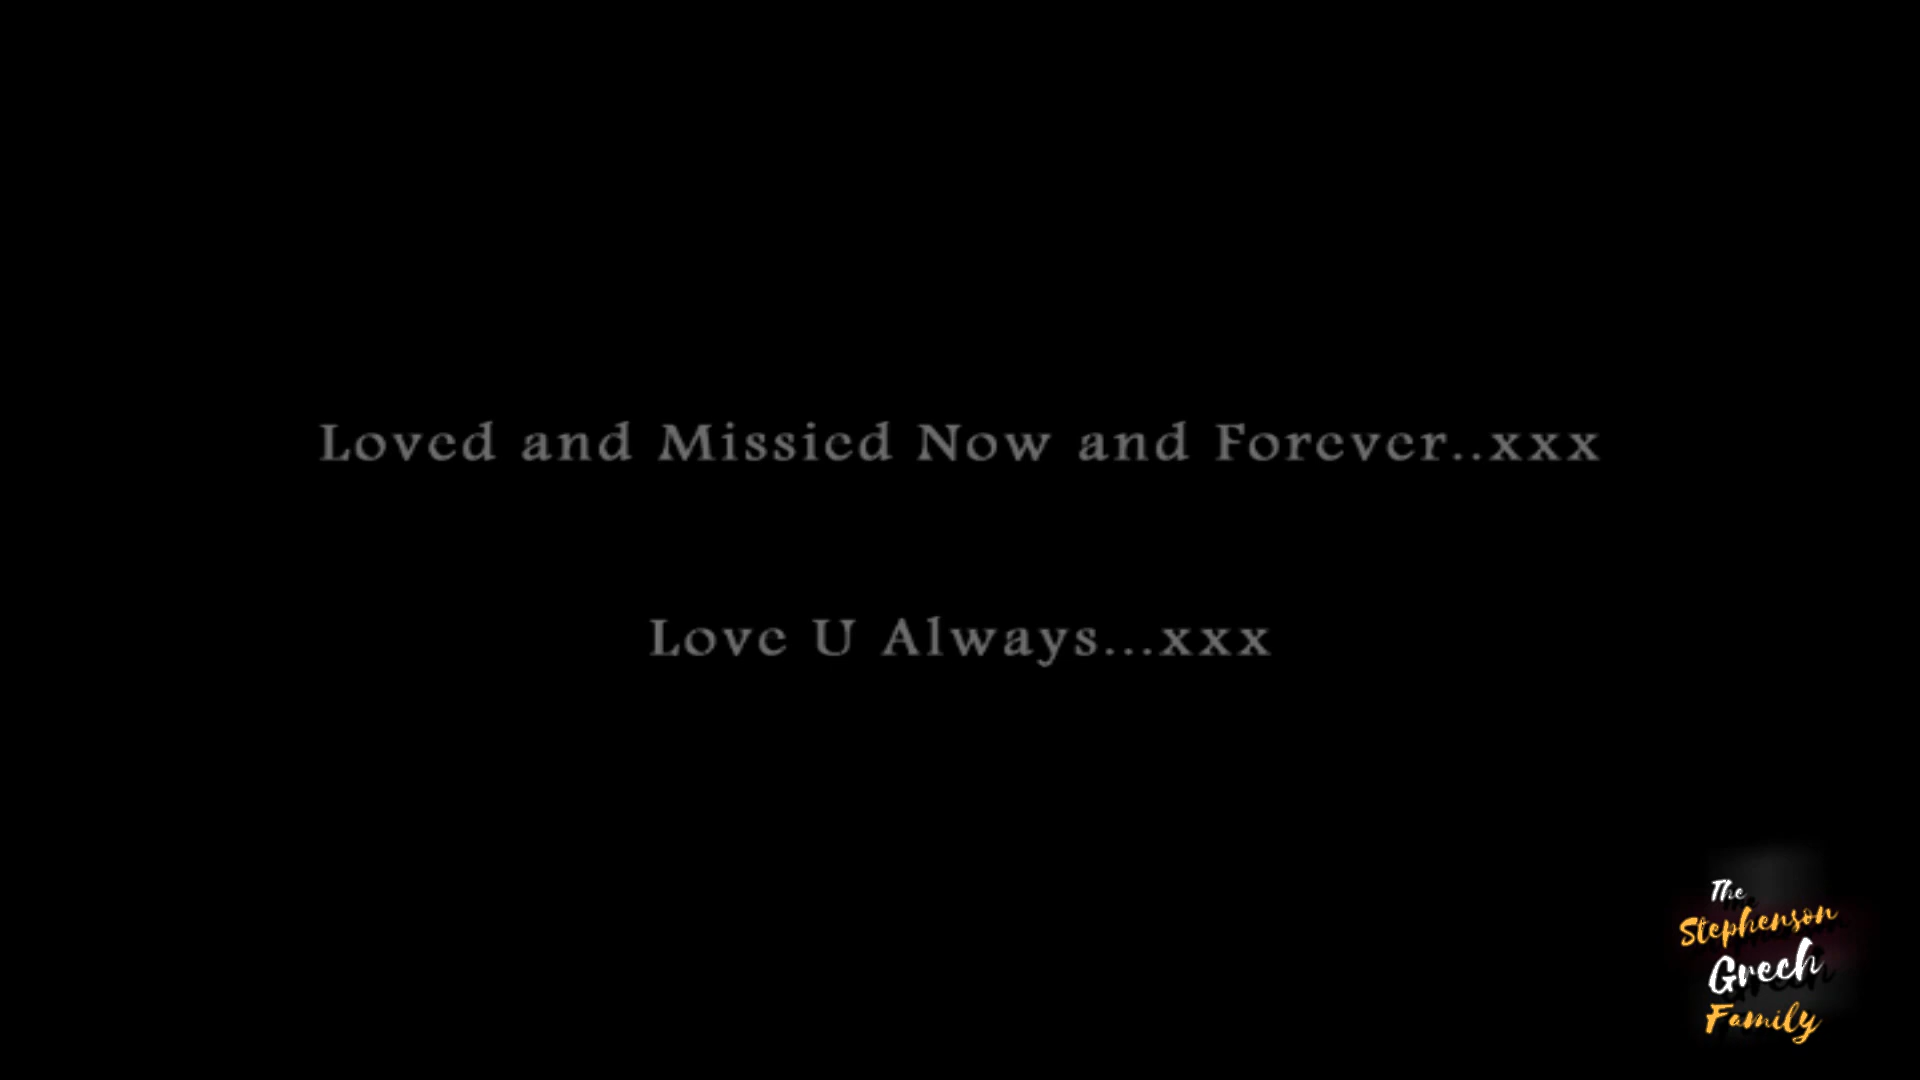 Loved and Missied Now and Forever..xxx
Love U Always...xxx
The
Stephenson
Grech
Family